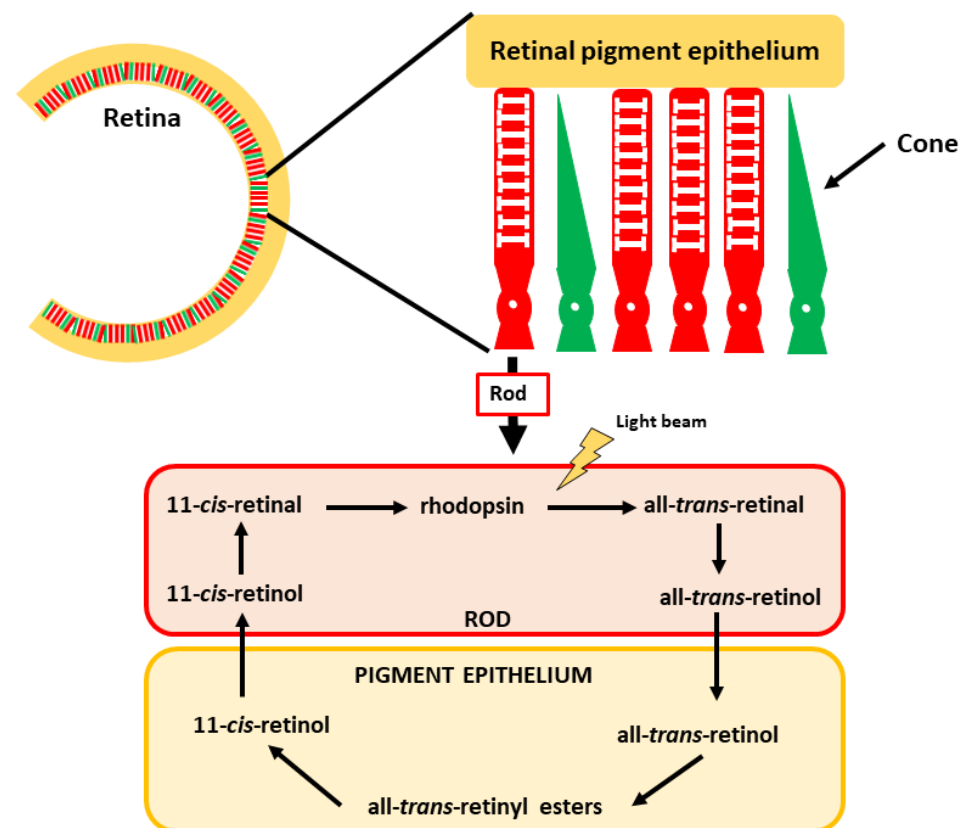 Retinal pigment epithelium
Retina
Cone
Rod
Light beam
11-cis-retinal
rhodopsin
all-trans-retinal
11-cis-retinol
all-trans-retinol
ROD
PIGMENT EPITHELIUM
11-cis-retinol
all-trans-retinol
all-trans-retinyl esters